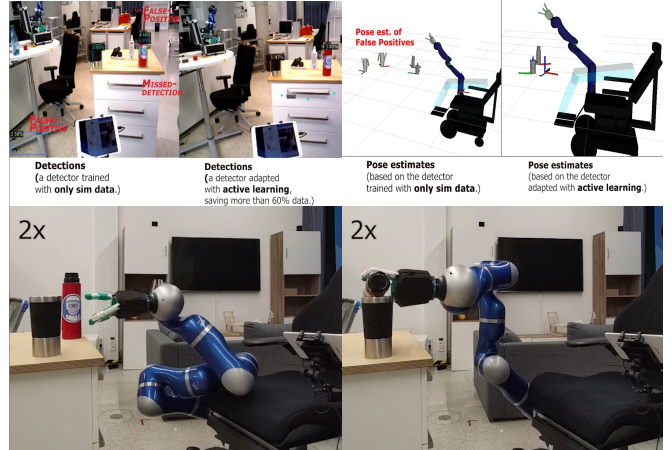 FALSE-
POSITIVE
MISSED-
DETECTION
FALSE-
POSITIVE
Pose est. of
False Positives
Detections
(a detector trained
with only sim data.)
Detections
(a detector adapted
with active learning,
saving more than 60% data.)
Pose estimates
(based on the detector
trained with only sim data.)
Pose estimates
(based on the detector
adapted with active learning.)
2x
2x